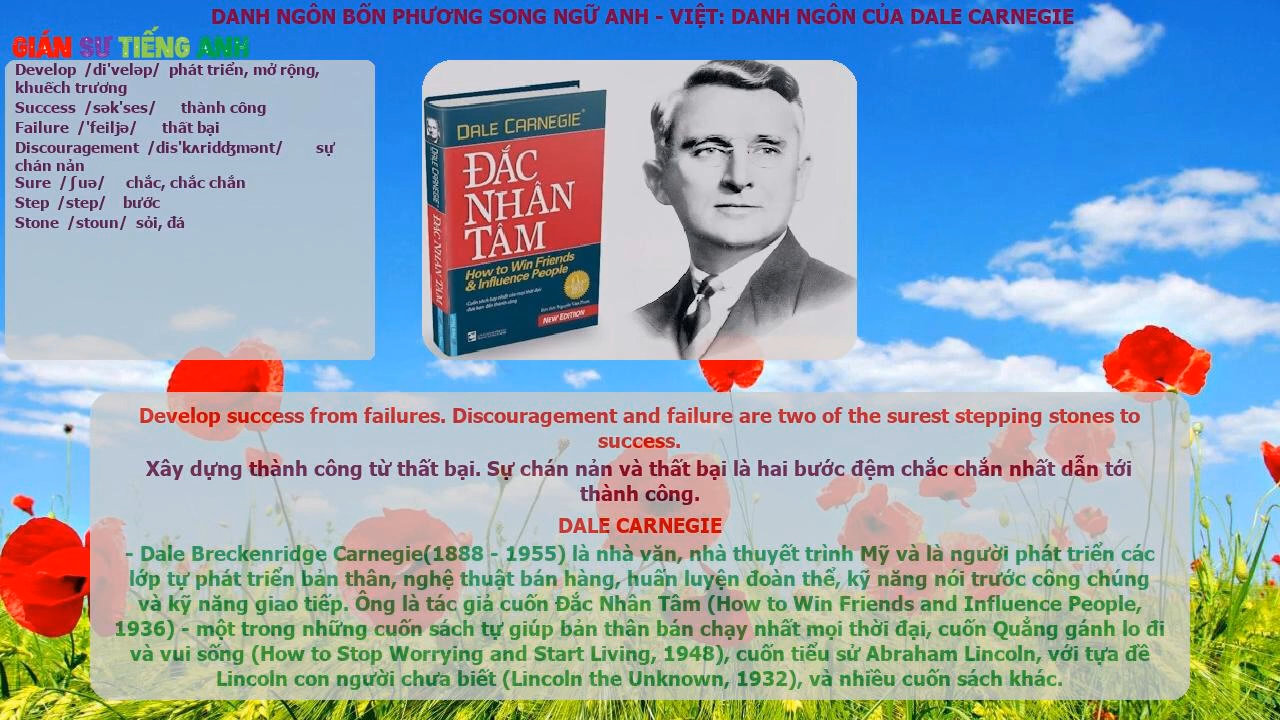 DANH NGÔN BỐN PHƯƠNG SONG NGỮ ANH - VIỆT: DANH NGÔN CỦA DALE CARNEGIE
GIÁN SƯ TIẾNG ANH
Develop /di'veləp/ phát triển, mở rộng,
khuếch trương
Success /sək'ses/ thành công
Failure /'feiljə/ thất bại
Discouragement /dis'kʌridʤmənt/ sự
chán nản
Sure /ʃuə/ chắc, chắc chắn
Step /step/ bước
Stone /stoun/ sỏi, đá
DALE CARNEGIE
DALE CARNEGIE
ĐẮC
NHÂN
TÂM
ĐẮC NHÂN TÂM
How to Win Friends
& Influence People
NEW EDITION
Develop success from failures. Discouragement and failure are two of the surest stepping stones to
success.
Xây dựng thành công từ thất bại. Sự chán nản và thất bại là hai bước đệm chắc chắn nhất dẫn tới
thành công.
DALE CARNEGIE
- Dale Breckenridge Carnegie(1888 - 1955) là nhà văn, nhà thuyết trình Mỹ và là người phát triển các
lớp tự phát triển bản thân, nghệ thuật bán hàng, huấn luyện đoàn thể, kỹ năng nói trước công chúng
và kỹ năng giao tiếp. Ông là tác giả cuốn Đắc Nhân Tâm (How to Win Friends and Influence People,
1936) - một trong những cuốn sách tự giúp bản thân bán chạy nhất mọi thời đại, cuốn Quẳng gánh lo đi
và vui sống (How to Stop Worrying and Start Living, 1948), cuốn tiểu sử Abraham Lincoln, với tựa đề
Lincoln con người chưa biết (Lincoln the Unknown, 1932), và nhiều cuốn sách khác.